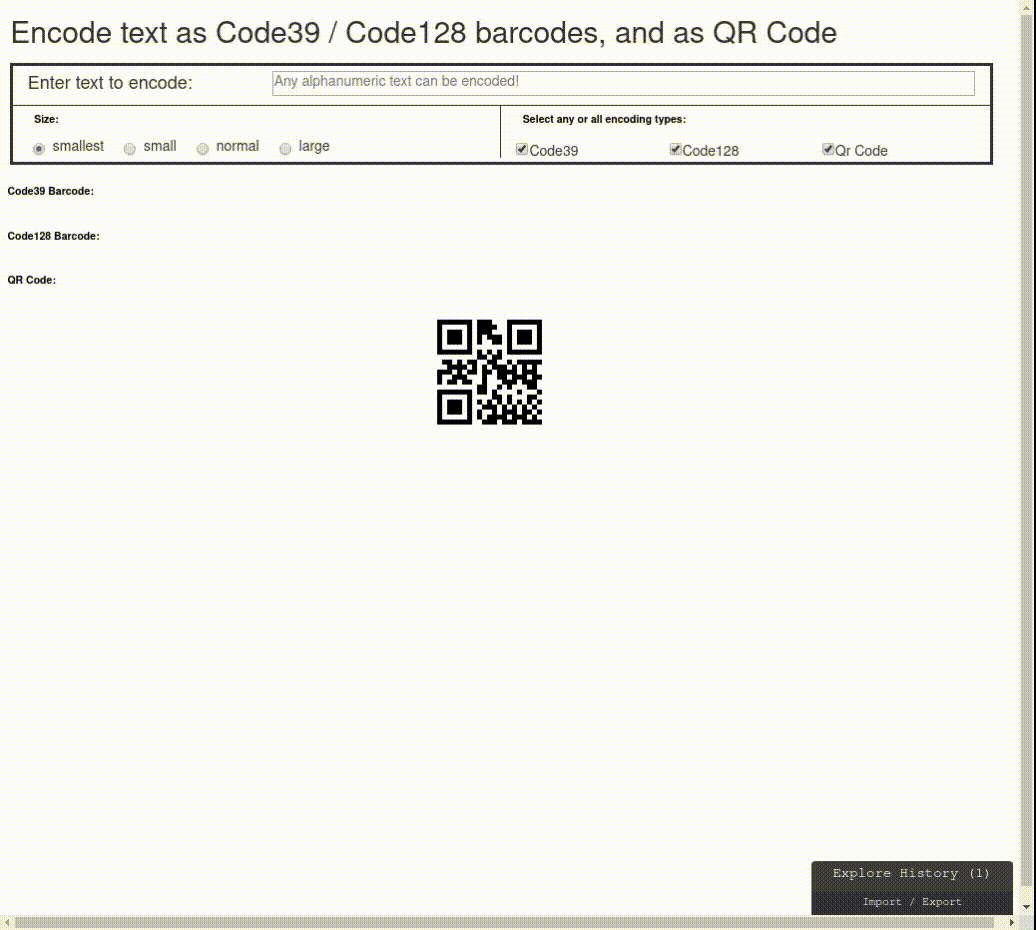 Encode text as Code39 / Code128 barcodes, and as QR Code
Enter text to encode: Any alphanumeric text can be encoded!
Size: Select any or all encoding types:
smallest small normal large Code39 Code128 Qr Code
Code39 Barcode:
Code128 Barcode:
QR Code:
Explore History (1)
Import / Export